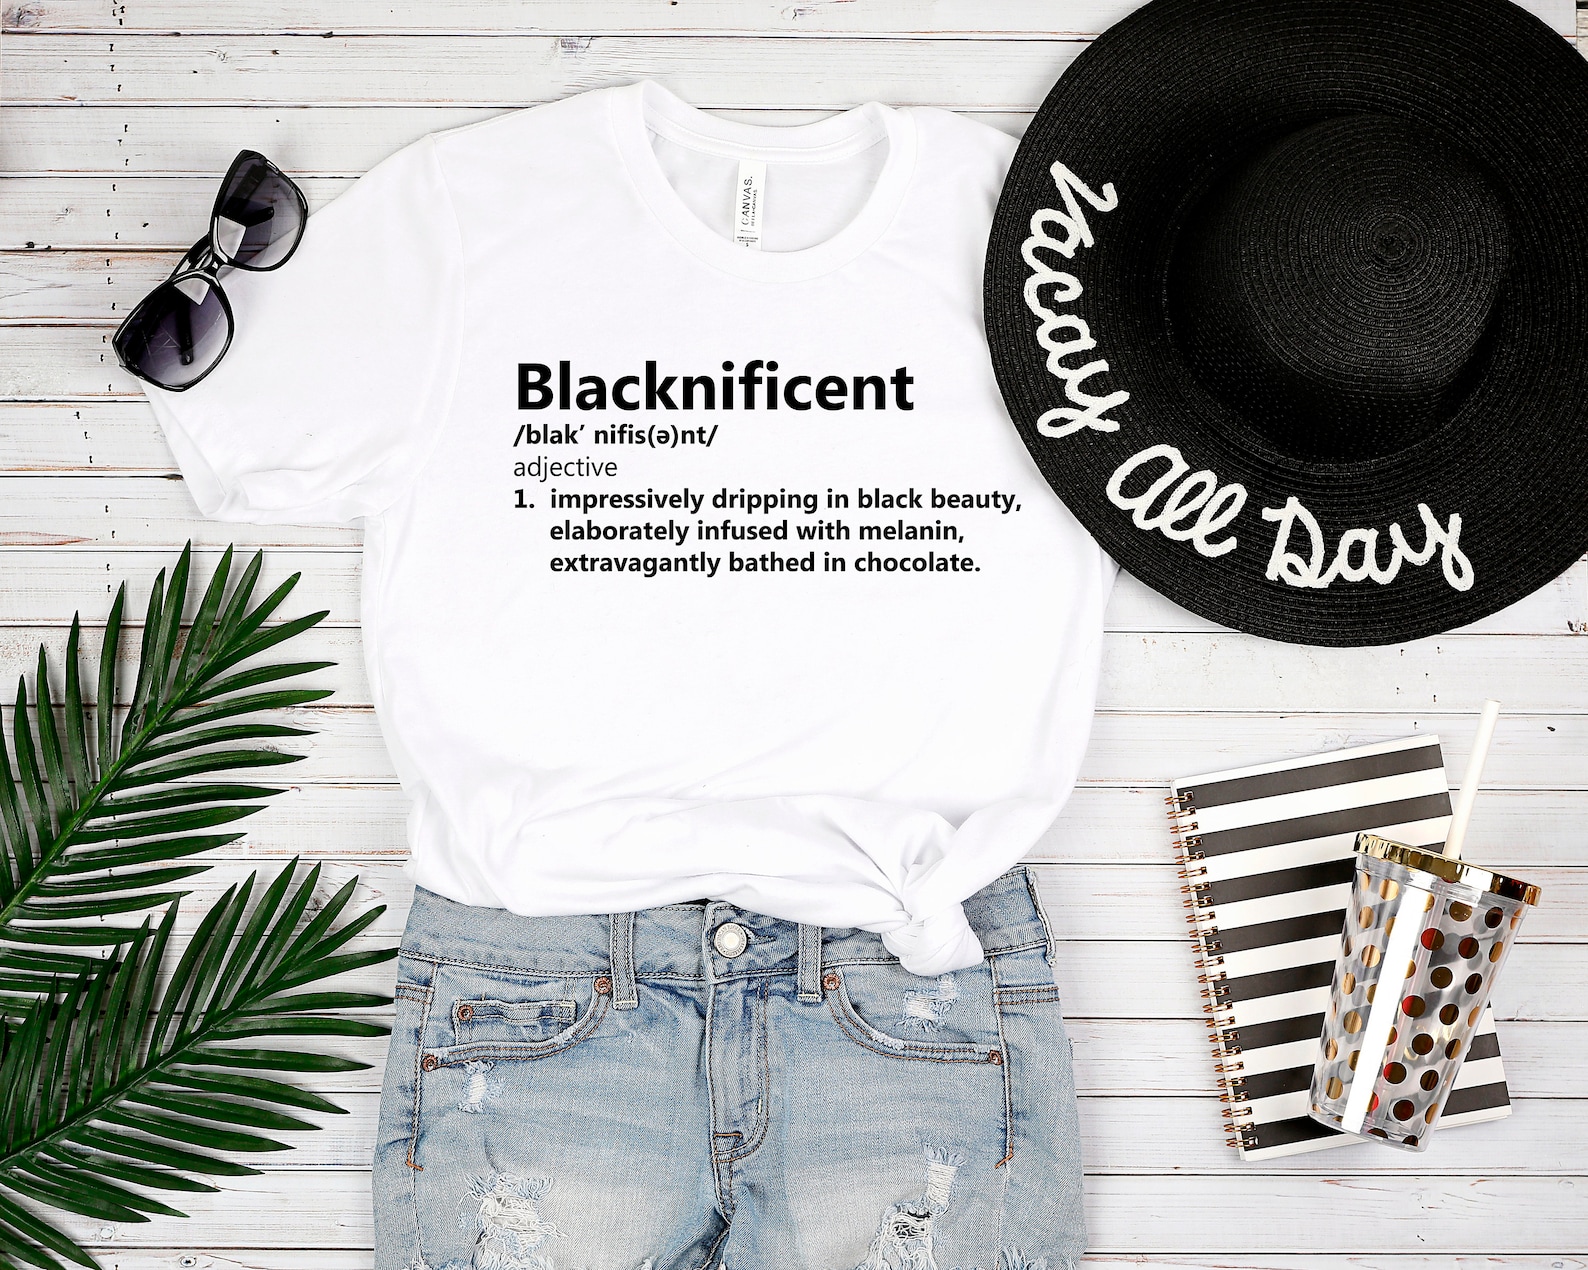 CANVAS.
Blacknificent
/blak’ nifis(ə)nt/
adjective
1. impressively dripping in black beauty,
elaborately infused with melanin,
extravagantly bathed in chocolate.
Vacay All Day